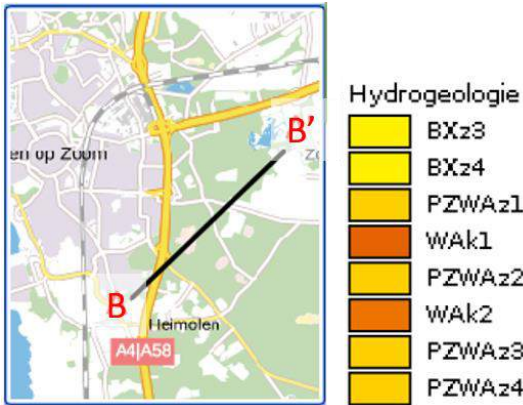 B'
en op Zoom
B
Heimolen
A4|A58
Hydrogeologie
BXz3
BXz4
PZWAz1
WAk1
PZWAz2
WAk2
PZWAz3
PZWAz4